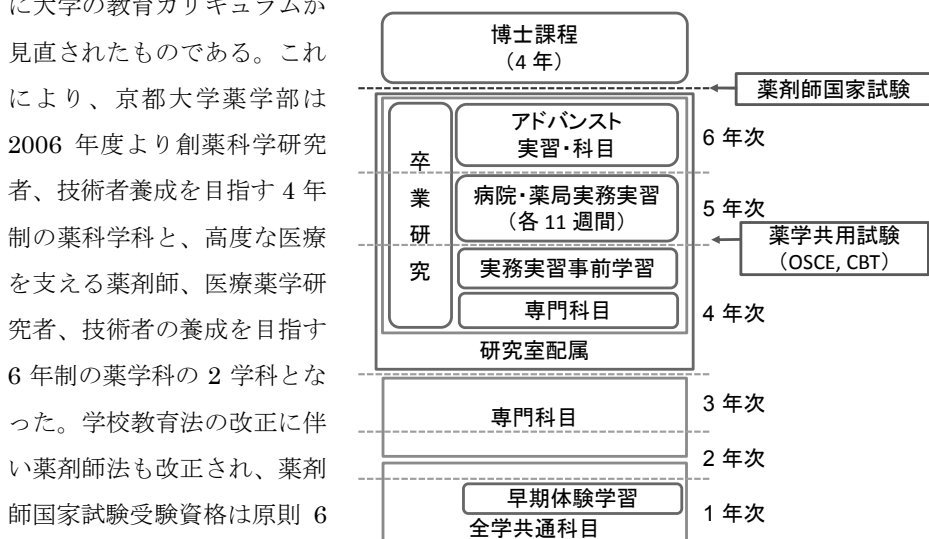 に大学の教育カリキュラムが
見直されたものである。これ
により、京都大学薬学部は
2006 年度より創薬科学研究
者、技術者養成を目指す 4 年
制の薬科学科と、高度な医療
を支える薬剤師、医療薬学研
究者、技術者の養成を目指す
6 年制の薬学科の 2 学科とな
った。学校教育法の改正に伴
い薬剤師法も改正され、薬剤
師国家試験受験資格は原則 6
博士課程
（4 年）
薬剤師国家試験
アドバンスト
実習・科目
6 年次
卒業研究
病院・薬局実務実習
（各 11 週間）
5 年次
薬学共用試験
（OSCE, CBT）
実務実習事前学習
専門科目
4 年次
研究室配属
3 年次
専門科目
2 年次
早期体験学習
1 年次
全学共通科目